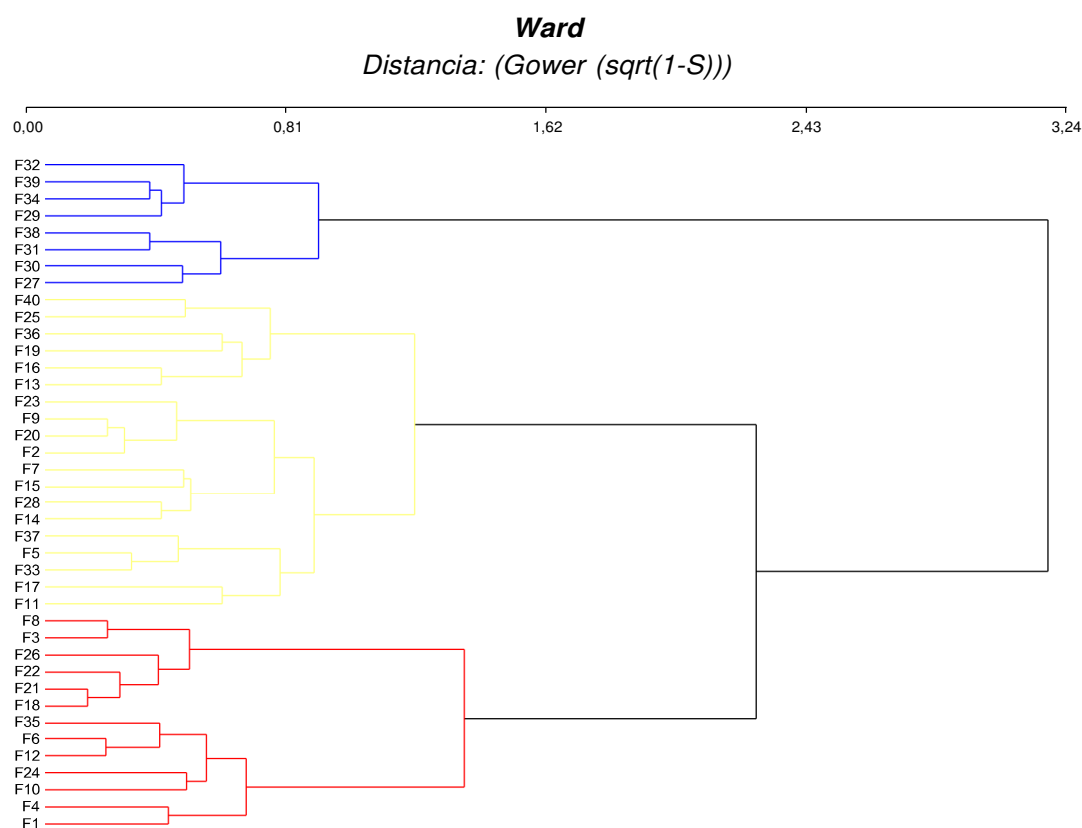 Ward
Distancia: (Gower (sqrt(1-S)))
0,00 0,81 1,62 2,43 3,24
F32
F39
F34
F29
F38
F31
F30
F27
F40
F25
F36
F19
F16
F13
F23
F9
F20
F2
F7
F15
F28
F14
F37
F5
F33
F17
F11
F8
F3
F26
F22
F21
F18
F35
F6
F12
F24
F10
F4
F1